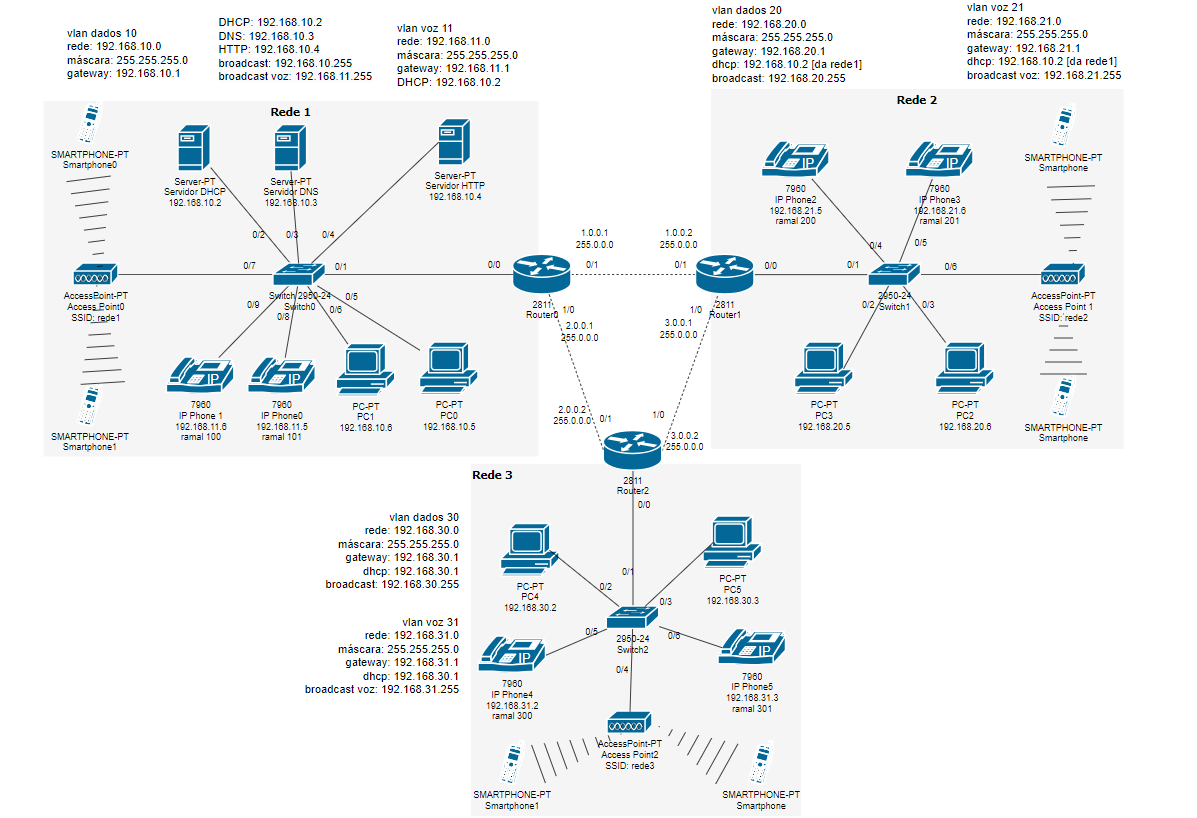 vlan dados 10
rede: 192.168.10.0
máscara: 255.255.255.0
gateway: 192.168.10.1
DHCP: 192.168.10.2
DNS: 192.168.10.3
HTTP: 192.168.10.4
broadcast: 192.168.10.255
broadcast voz: 192.168.11.255
vlan voz 11
rede: 192.168.11.0
máscara: 255.255.255.0
gateway: 192.168.11.1
DHCP: 192.168.10.2
vlan dados 20
rede: 192.168.20.0
máscara: 255.255.255.0
gateway: 192.168.20.1
dhcp: 192.168.10.2 [da rede1]
broadcast: 192.168.20.255
vlan voz 21
rede: 192.168.21.0
máscara: 255.255.255.0
gateway: 192.168.21.1
dhcp: 192.168.10.2 [da rede1]
broadcast voz: 192.168.21.255
Rede 1
SMARTPHONE-PT
Smartphone0
Server-PT
Servidor DHCP
192.168.10.2
Server-PT
Servidor DNS
192.168.10.3
Server-PT
Servidor HTTP
192.168.10.4
0/2
0/3
0/4
0/7
0/1
0/0
AccessPoint-PT
Access Point0
SSID: rede1
Switch 2950-24
Switch0
0/9
0/8
0/6
0/5
IP
7960
IP Phone 1
192.168.11.6
ramal 100
IP
7960
IP Phone0
192.168.11.5
ramal 101
PC-PT
PC1
192.168.10.6
PC-PT
PC0
192.168.10.5
SMARTPHONE-PT
Smartphone1
1.0.0.1
255.0.0.0
0/1
1.0.0.2
255.0.0.0
0/1
2811
Router0
1/0
2.0.0.1
255.0.0.0
2811
Router1
1/0
3.0.0.1
255.0.0.0
2.0.0.2
255.0.0.0
0/1
1/0
3.0.0.2
255.0.0.0
2811
Router2
0/0
Rede 2
IP
7960
IP Phone2
192.168.21.5
ramal 200
IP
7960
IP Phone3
192.168.21.6
ramal 201
SMARTPHONE-PT
Smartphone
0/4
0/5
0/0
0/1
0/6
2950-24
Switch1
0/2
0/3
AccessPoint-PT
Access Point 1
SSID: rede2
PC-PT
PC3
192.168.20.5
PC-PT
PC2
192.168.20.6
SMARTPHONE-PT
Smartphone
Rede 3
vlan dados 30
rede: 192.168.30.0
máscara: 255.255.255.0
gateway: 192.168.30.1
dhcp: 192.168.30.1
broadcast: 192.168.30.255
vlan voz 31
rede: 192.168.31.0
máscara: 255.255.255.0
gateway: 192.168.31.1
dhcp: 192.168.30.1
broadcast voz: 192.168.31.255
PC-PT
PC4
192.168.30.2
PC-PT
PC5
192.168.30.3
0/1
0/2
0/3
0/5
0/6
2950-24
Switch2
0/4
IP
7960
IP Phone4
192.168.31.2
ramal 300
IP
7960
IP Phone5
192.168.31.3
ramal 301
AccessPoint-PT
Access Point2
SSID: rede3
SMARTPHONE-PT
Smartphone1
SMARTPHONE-PT
Smartphone